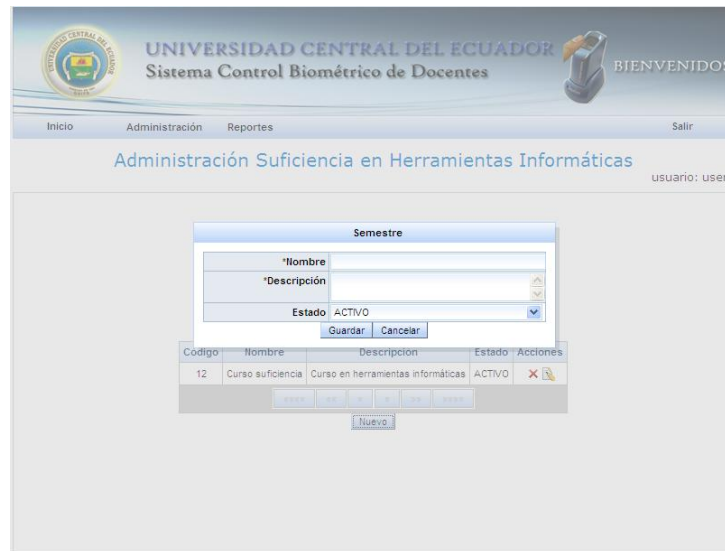 UNIVERSIDAD CENTRAL DEL ECUADOR
Sistema Control Biométrico de Docentes
BIENVENIDOS
Inicio Administración Reportes Salir
Administración Suficiencia en Herramientas Informáticas
usuario: user
Semestre
*Nombre
*Descripción
Estado ACTIVO
Guardar Cancelar
Código Nombre Descripción Estado Acciones
12 Curso suficiencia Curso en herramientas informáticas ACTIVO
Nuevo